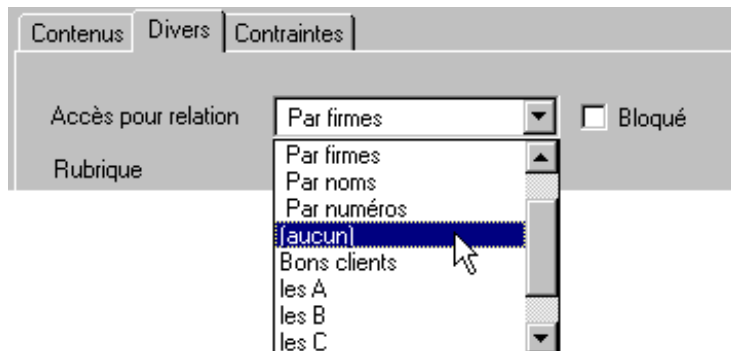 Contenus Divers Contraintes
Accès pour relation Par firmes Bloqué
Rubrique
Par firmes
Par noms
Par numéros
(aucun)
Bons clients
les A
les B
les C